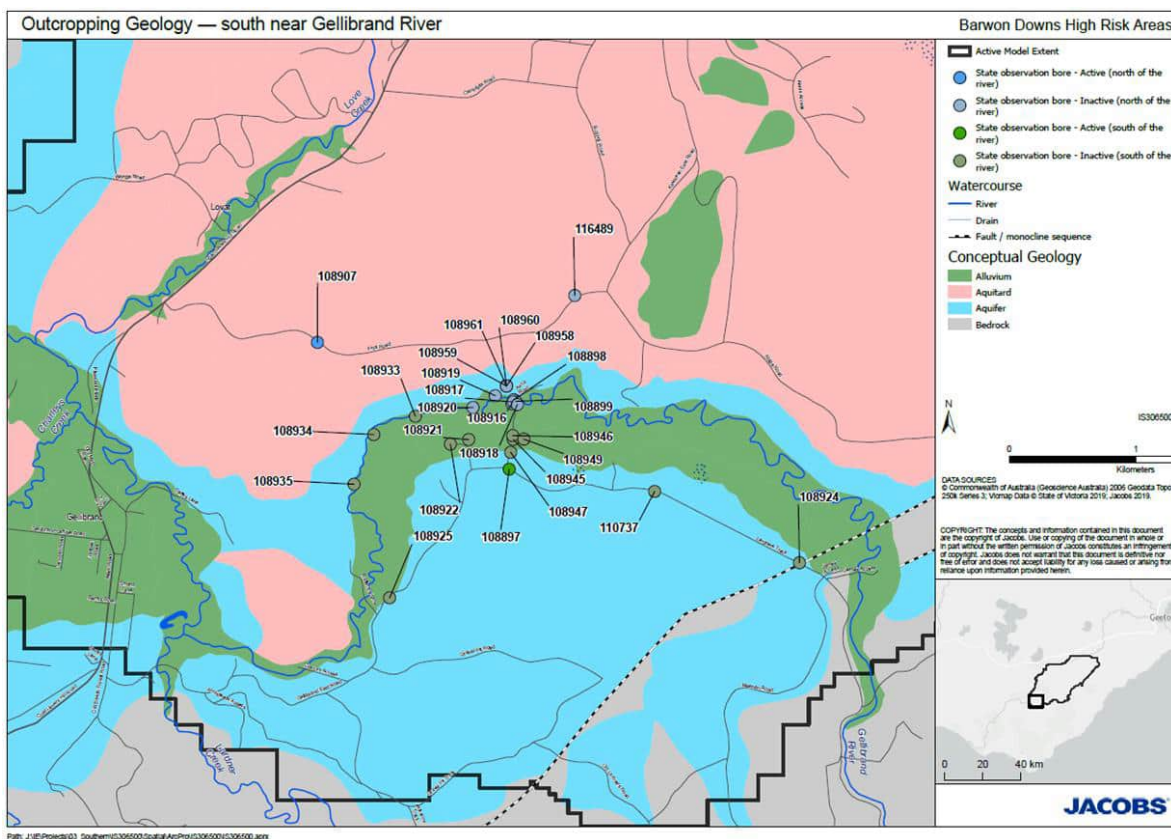 Outcropping Geology — south near Gellibrand River
Barwon Downs High Risk Areas
Active Model Extent
State observation bore - Active (north of the
river)
State observation bore - Inactive (north of the
river)
State observation bore - Active (south of the
river)
State observation bore - Inactive (south of the
river)
Watercourse
River
Drain
Fault / monocline sequence
Conceptual Geology
Alluvium
Aquitard
Aquifer
Bedrock
N
IS306500
0 1
Kilometers
DATA SOURCES
© Commonwealth of Australia (Geoscience Australia) 2006 Geodata Topo
250k Series 3; Vicmap Data © State of Victoria 2019; Jacobs 2019.
COPYRIGHT: The concepts and information contained in this document
are the copyright of Jacobs. Use or copying of the document in whole or
in part without the written permission of Jacobs constitutes an infringement
of copyright. Jacobs does not warrant that this document is definitive nor
free of error and does not accept liability for any loss caused or arising from
reliance upon information provided herein.
0 20 40 km
JACOBS
Love
Creek
Love
116489
108907
108960
108961
108958
108959
108898
108933
108919
108917
108920
108916
108899
108934
108921
108946
108918
108949
108935
108945
108924
108922
108947
110737
108925
108897
Gellibrand
Lardner
Creek
Gellibrand
River